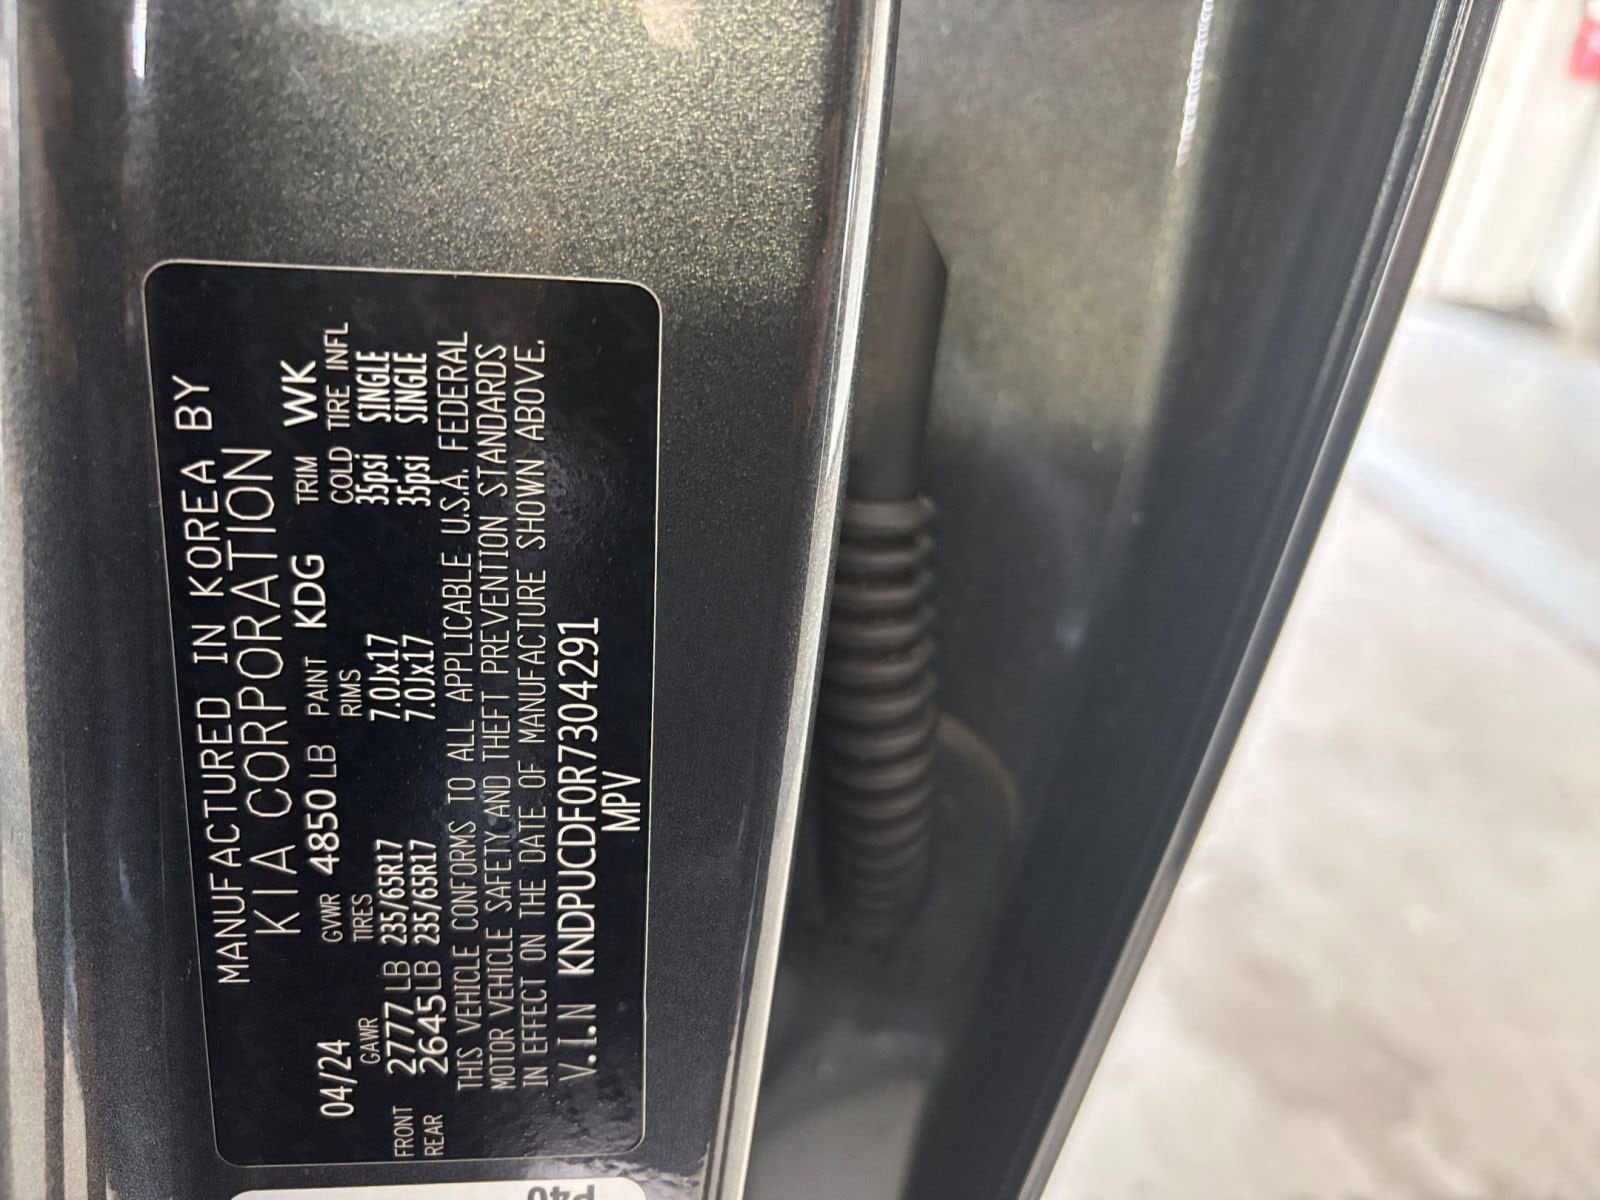 MANUFACTURED IN KOREA BY
KIA CORPORATION
04/24 GVWR 4850 LB PAINT KDG TRIM WK
GAWR TIRES RIMS COLD TIRE INFL
FRONT 2777 LB 235/65R17 7.0Jx17 35psi SINGLE
REAR 2645 LB 235/65R17 7.0Jx17 35psi SINGLE
THIS VEHICLE CONFORMS TO ALL APPLICABLE U.S.A. FEDERAL
MOTOR VEHICLE SAFETY AND THEFT PREVENTION STANDARDS
IN EFFECT ON THE DATE OF MANUFACTURE SHOWN ABOVE.
V.I.N KNDPUCDF0R7304291
MPV